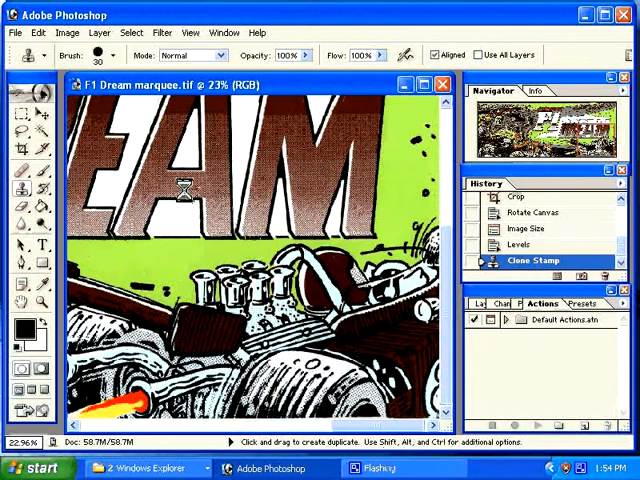 Adobe Photoshop
File Edit Image Layer Select Filter View Window Help
Brush: 30 Mode: Normal Opacity: 100% Flow: 100% Aligned Use All Layers
F1 Dream marquee.tif @ 23% (RGB)
EAM
Navigator Info
History
Crop
Rotate Canvas
Image Size
Levels
Clone Stamp
Actions Presets
Default Actions.atn
22.96% Doc: 58.7M/58.7M Click and drag to create duplicate. Use Shift, Alt, and Ctrl for additional options.
start 2 Windows Explorer Adobe Photoshop Flashing 1:54 PM